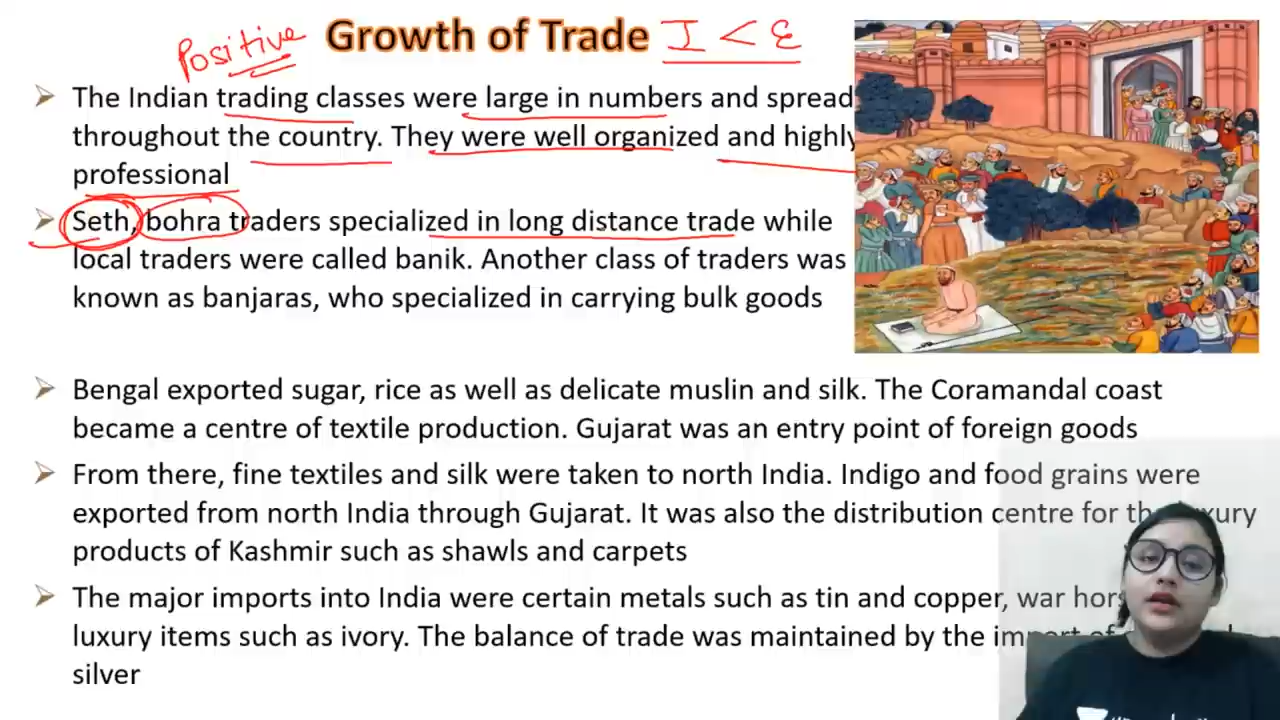 Growth of Trade I < E
Positive
The Indian trading classes were large in numbers and spread
throughout the country. They were well organized and highly
professional
Seth, bohra traders specialized in long distance trade while
local traders were called banik. Another class of traders was
known as banjaras, who specialized in carrying bulk goods
Bengal exported sugar, rice as well as delicate muslin and silk. The Coramandal coast
became a centre of textile production. Gujarat was an entry point of foreign goods
From there, fine textiles and silk were taken to north India. Indigo and food grains were
exported from north India through Gujarat. It was also the distribution centre for the luxury
products of Kashmir such as shawls and carpets
The major imports into India were certain metals such as tin and copper, war
luxury items such as ivory. The balance of trade was maintained by the import of
silver